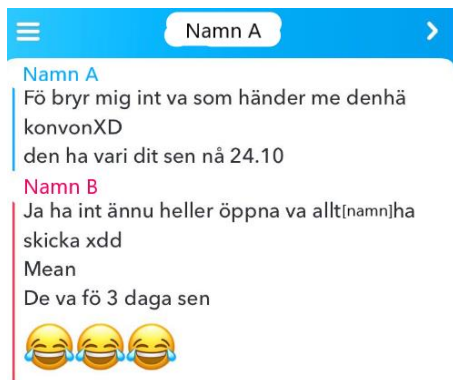 Namn A
Namn A
Fö bryr mig int va som händer me denhä
konvonXD
den ha vari dit sen nå 24.10
Namn B
Ja ha int ännu heller öppna va allt[namn]ha
skicka xdd
Mean
De va fö 3 daga sen
😂😂😂